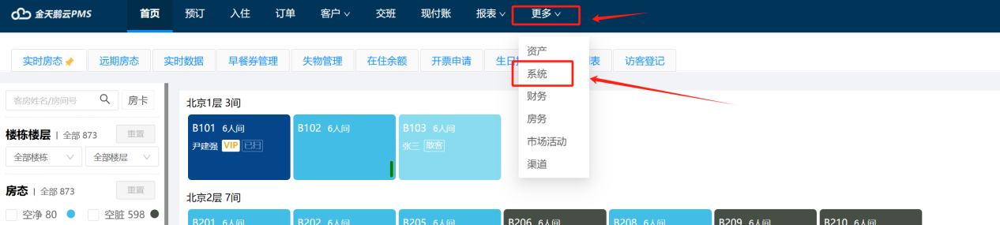 金天鹅云PMS 首页 预订 入住 订单 客户 交班 现付账 报表 更多
实时房态 远期房态 实时数据 早餐券管理 失物管理 在住余额 开票申请 生日 表 访客登记
资产
系统
财务
房务
市场活动
渠道
客房姓名/房间号 房卡
楼栋楼层 | 全部 873 重置
全部楼栋 全部楼层
房态 | 全部 873 重置
空净 80 空脏 598
北京1层 3间
B101 6人间 B102 6人间 B103 6人间
尹建强 VIP 已扫 张三 散客
北京2层 7间
B201 6人间 B202 6人间 B205 6人间 B206 6人间 B208 6人间 B209 6人间 B210 6人间